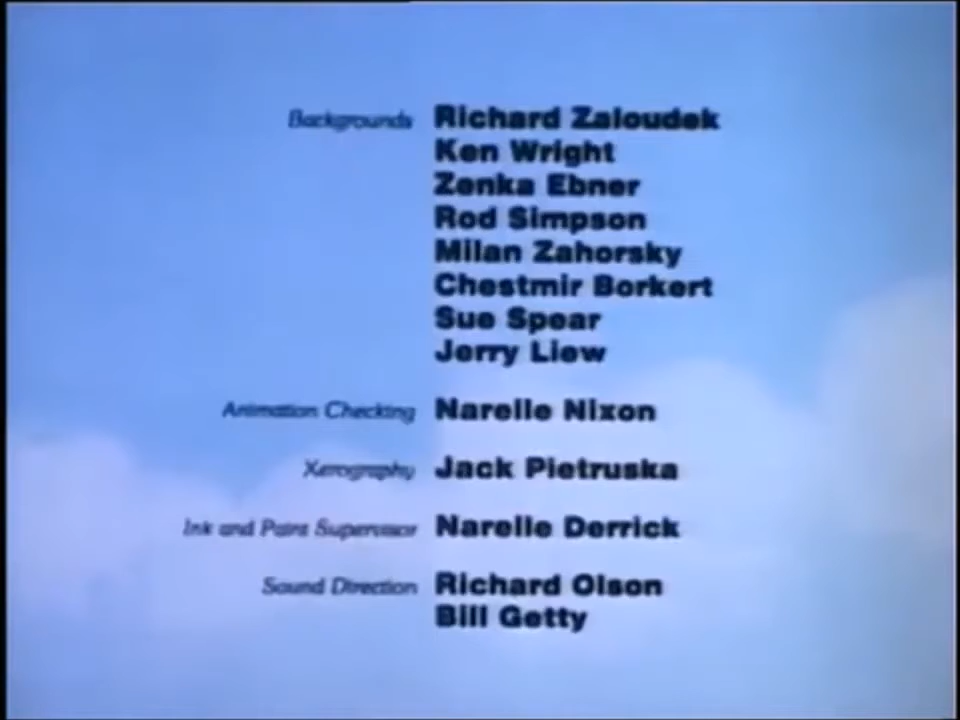 Backgrounds Richard Zaloudek
Ken Wright
Zenka Ebner
Rod Simpson
Milan Zahorsky
Chestmir Borkert
Sue Spear
Jerry Liew
Animation Checking Narelle Nixon
Xerography Jack Pietruska
Ink and Paint Supervisor Narelle Derrick
Sound Direction Richard Olson
Bill Getty